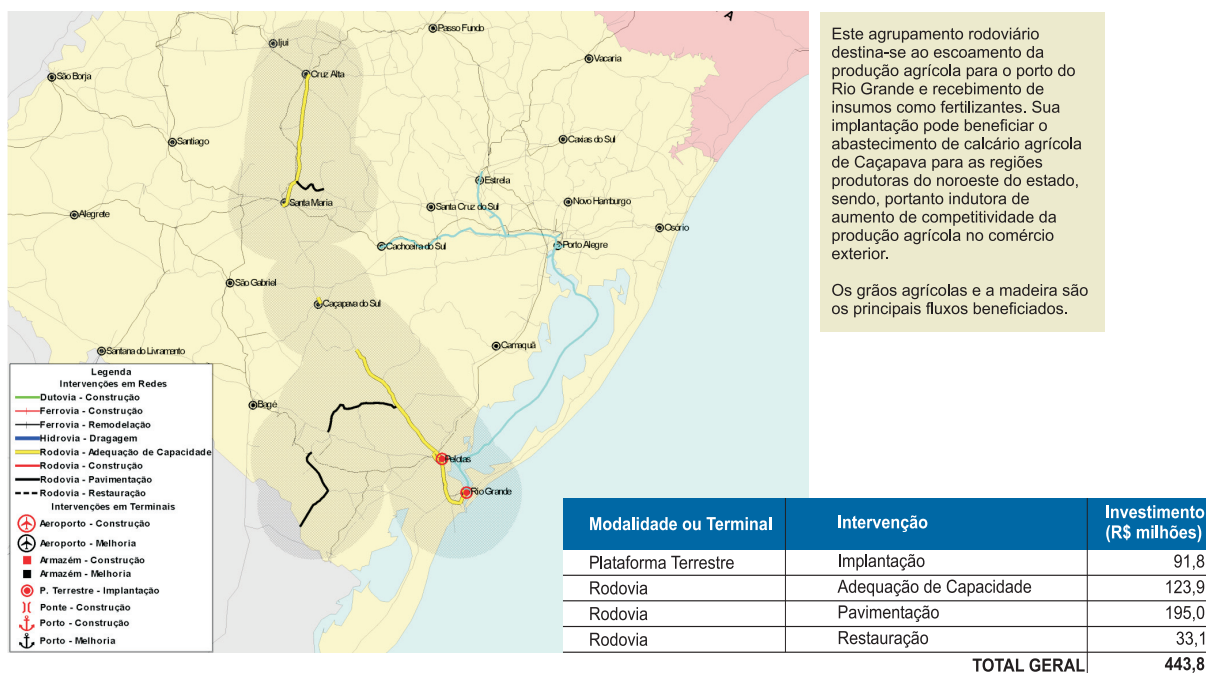 A
Passo Fundo
Ijuí
Vacaria
São Borja
Cruz Alta
Santiago
Caxias do Sul
Estrela
Santa Maria
Santa Cruz do Sul
Novo Hamburgo
Alegrete
Osório
Cachoeira do Sul
Porto Alegre
São Gabriel
Caçapava do Sul
Camaquã
Santana do Livramento
Bagé
Pelotas
Rio Grande
Legenda
Intervenções em Redes
Dutovia - Construção
Ferrovia - Construção
Ferrovia - Remodelação
Hidrovia - Dragagem
Rodovia - Adequação de Capacidade
Rodovia - Construção
Rodovia - Pavimentação
Rodovia - Restauração
Intervenções em Terminais
Aeroporto - Construção
Aeroporto - Melhoria
Armazém - Construção
Armazém - Melhoria
P. Terrestre - Implantação
Ponte - Construção
Porto - Construção
Porto - Melhoria
Este agrupamento rodoviário
destina-se ao escoamento da
produção agrícola para o porto do
Rio Grande e recebimento de
insumos como fertilizantes. Sua
implantação pode beneficiar o
abastecimento de calcário agrícola
de Caçapava para as regiões
produtoras do noroeste do estado,
sendo, portanto indutora de
aumento de competitividade da
produção agrícola no comércio
exterior.
Os grãos agrícolas e a madeira são
os principais fluxos beneficiados.
Modalidade ou Terminal Intervenção Investimento
(R$ milhões)
Plataforma Terrestre Implantação 91,8
Rodovia Adequação de Capacidade 123,9
Rodovia Pavimentação 195,0
Rodovia Restauração 33,1
TOTAL GERAL 443,8